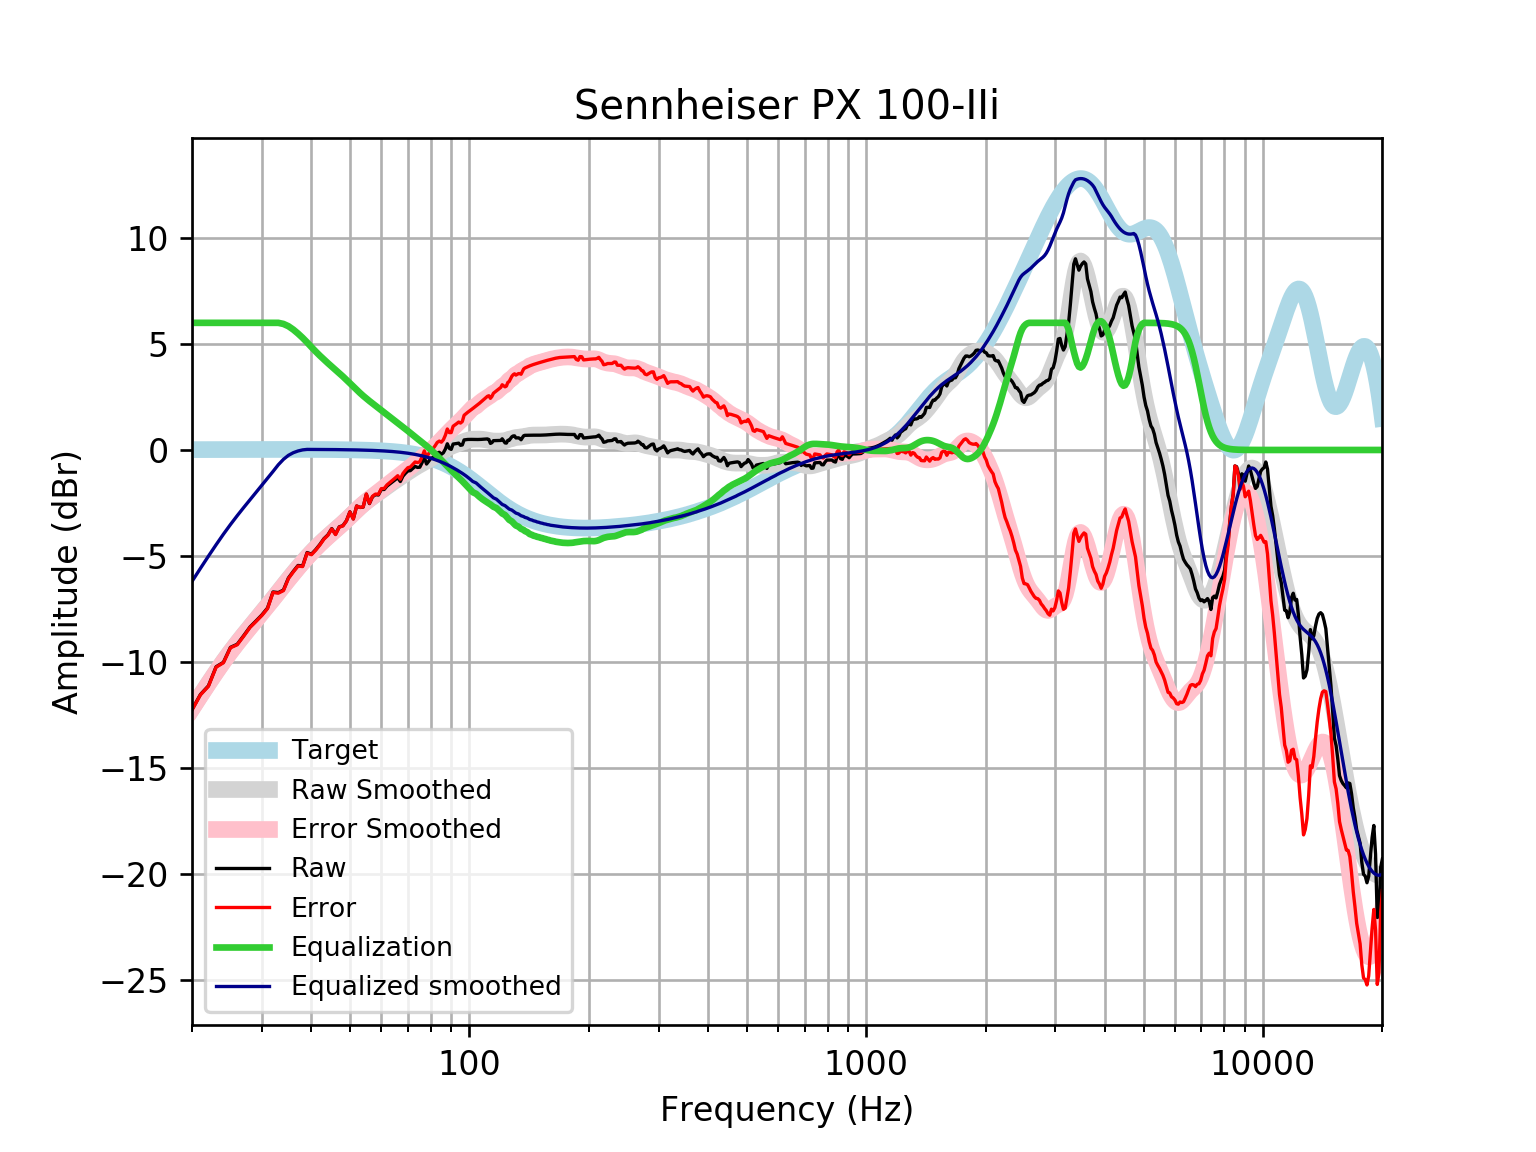 Sennheiser PX 100-IIi
Amplitude (dBr)
10
5
0
−5
−10
−15
−20
−25
Target
Raw Smoothed
Error Smoothed
Raw
Error
Equalization
Equalized smoothed
100
1000
10000
Frequency (Hz)